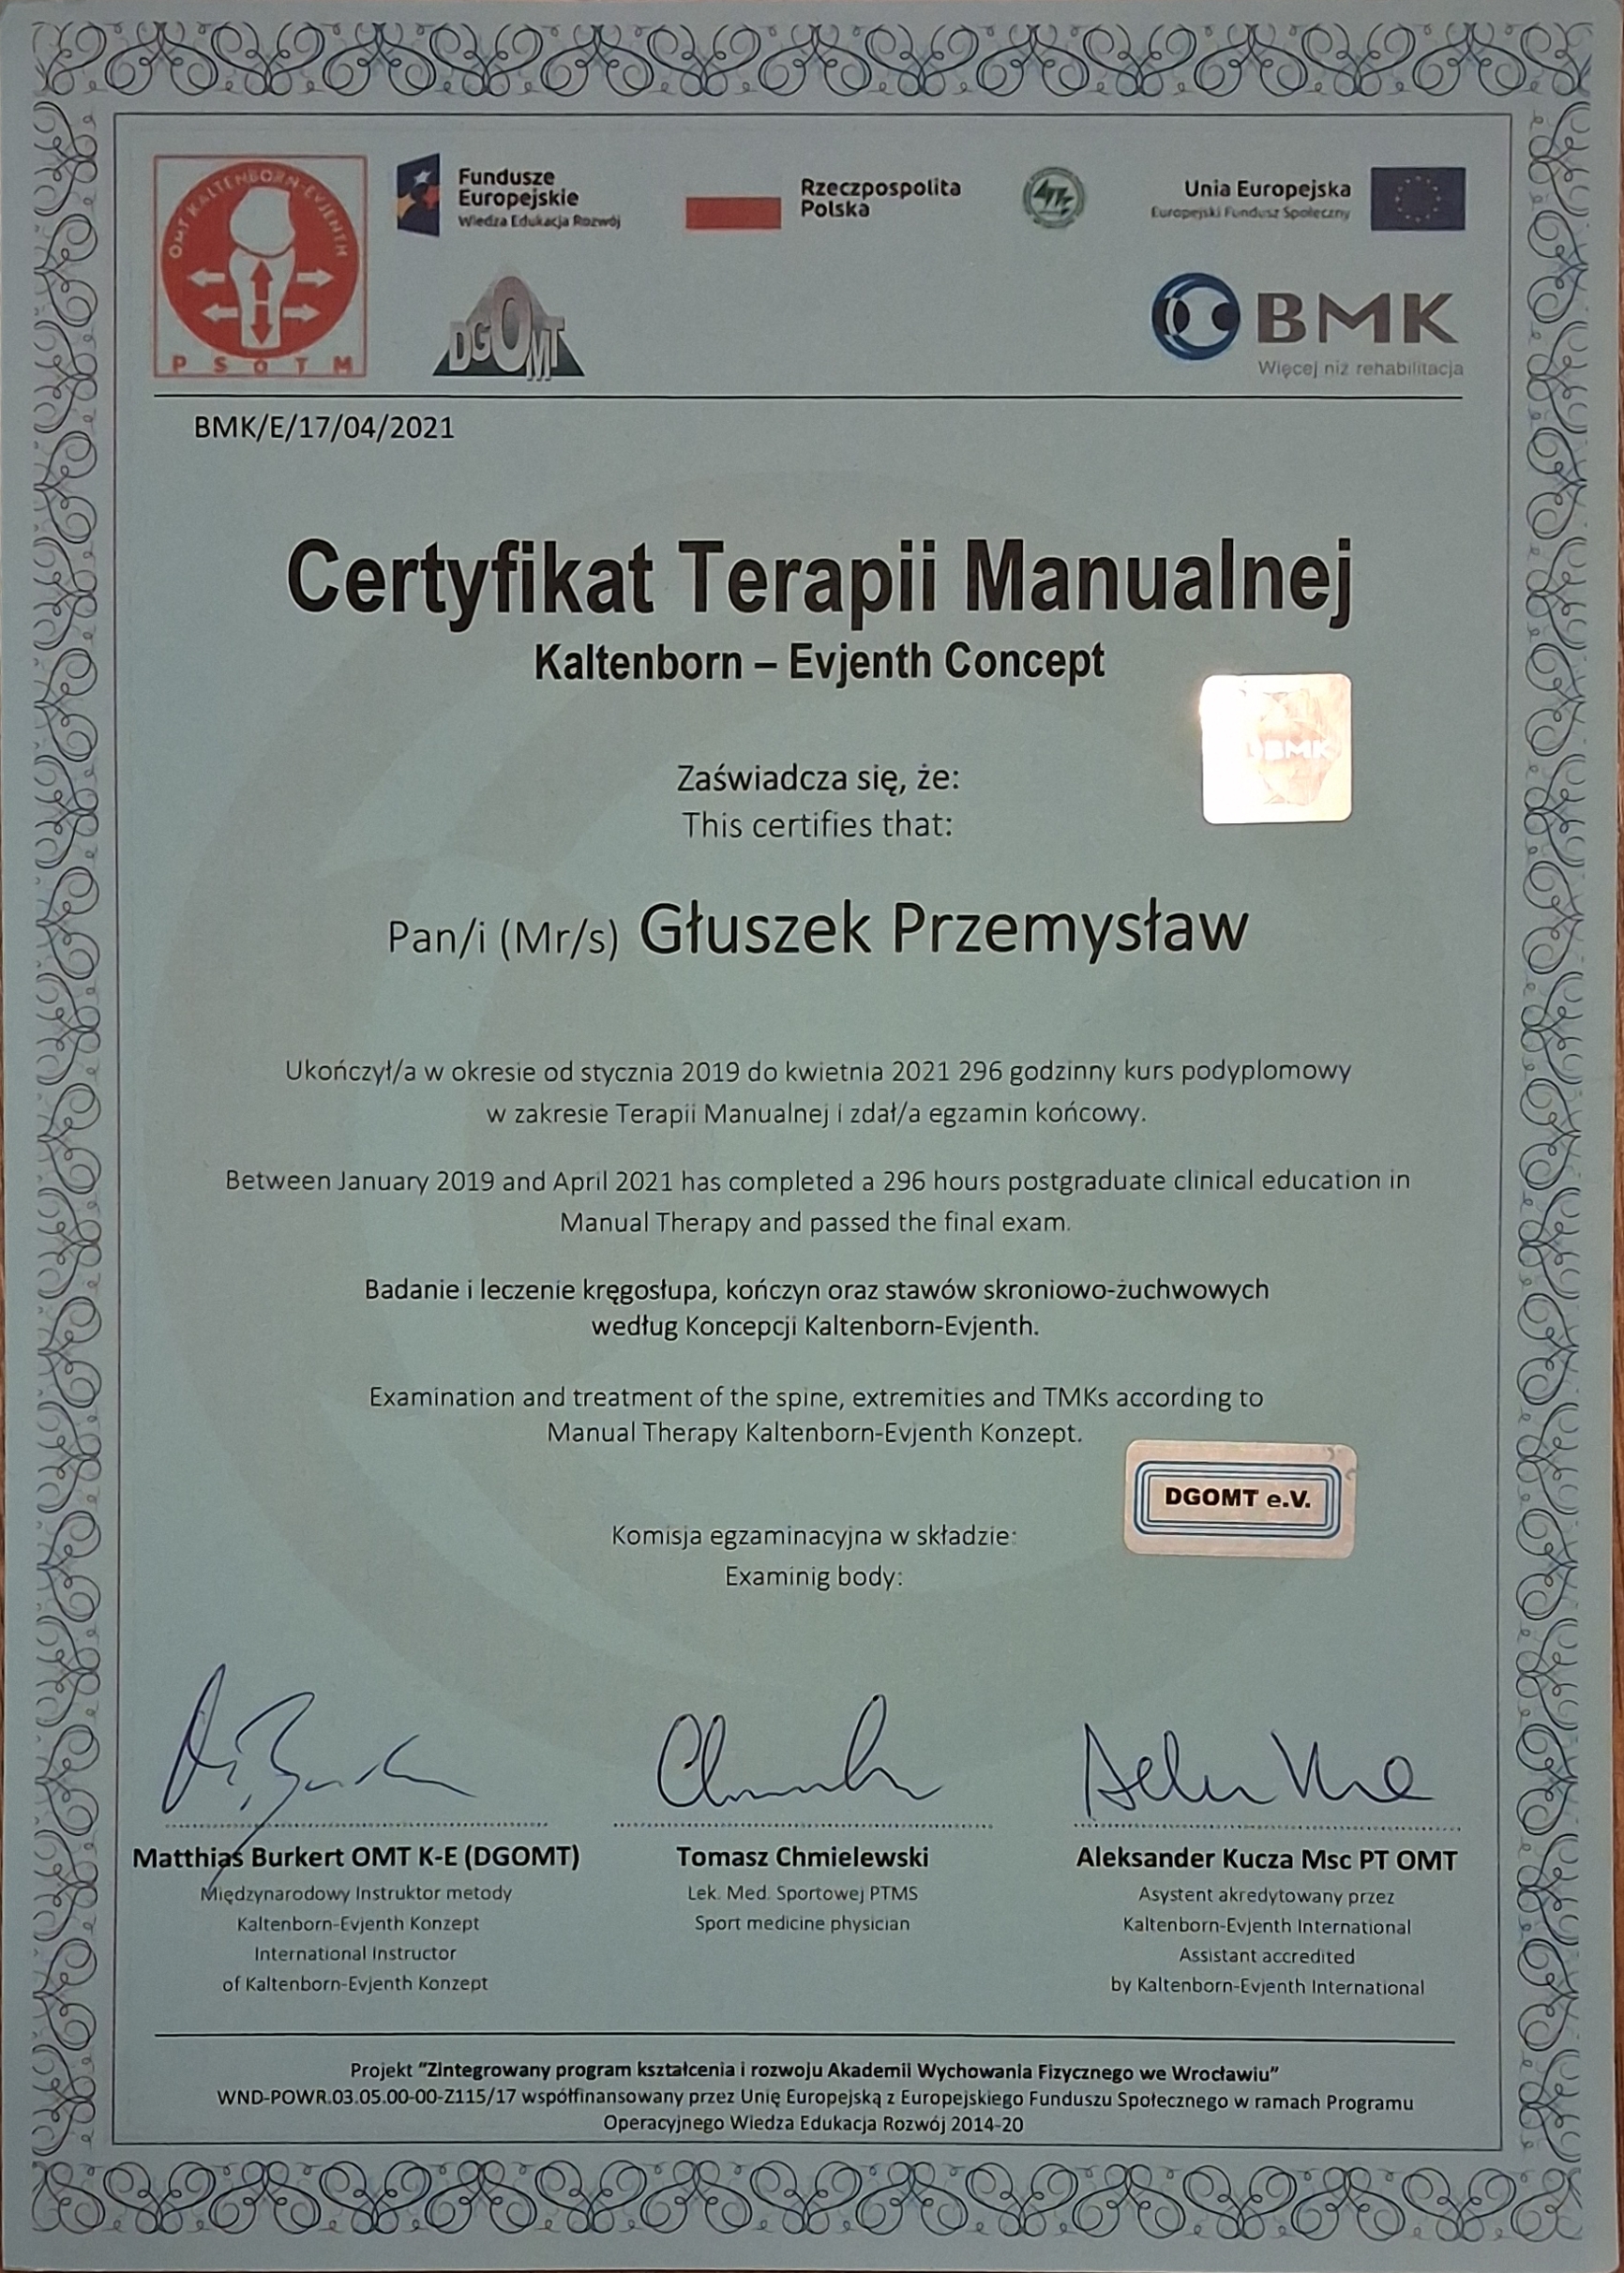 OMT KALTENBORN-EVJENTH
P S O T M
Fundusze
Europejskie
Wiedza Edukacja Rozwój
Rzeczpospolita
Polska
Unia Europejska
Europejski Fundusz Społeczny
DGOMT
BMK
Więcej niż rehabilitacja
BMK/E/17/04/2021
Certyfikat Terapii Manualnej
Kaltenborn – Evjenth Concept
BMK
Zaświadcza się, że:
This certifies that:
Pan/i (Mr/s) Głuszek Przemysław
Ukończył/a w okresie od stycznia 2019 do kwietnia 2021 296 godzinny kurs podyplomowy
w zakresie Terapii Manualnej i zdał/a egzamin końcowy.
Between January 2019 and April 2021 has completed a 296 hours postgraduate clinical education in
Manual Therapy and passed the final exam.
Badanie i leczenie kręgosłupa, kończyn oraz stawów skroniowo-żuchwowych
według Koncepcji Kaltenborn-Evjenth.
Examination and treatment of the spine, extremities and TMKs according to
Manual Therapy Kaltenborn-Evjenth Konzept.
DGOMT e.V.
Komisja egzaminacyjna w składzie:
Examinig body:
Matthias Burkert OMT K-E (DGOMT)
Międzynarodowy Instruktor metody
Kaltenborn-Evjenth Konzept
International Instructor
of Kaltenborn-Evjenth Konzept
Tomasz Chmielewski
Lek. Med. Sportowej PTMS
Sport medicine physician
Aleksander Kucza Msc PT OMT
Asystent akredytowany przez
Kaltenborn-Evjenth International
Assistant accredited
by Kaltenborn-Evjenth International
Projekt "Zintegrowany program kształcenia i rozwoju Akademii Wychowania Fizycznego we Wrocławiu"
WND-POWR.03.05.00-00-Z115/17 współfinansowany przez Unię Europejską z Europejskiego Funduszu Społecznego w ramach Programu
Operacyjnego Wiedza Edukacja Rozwój 2014-20